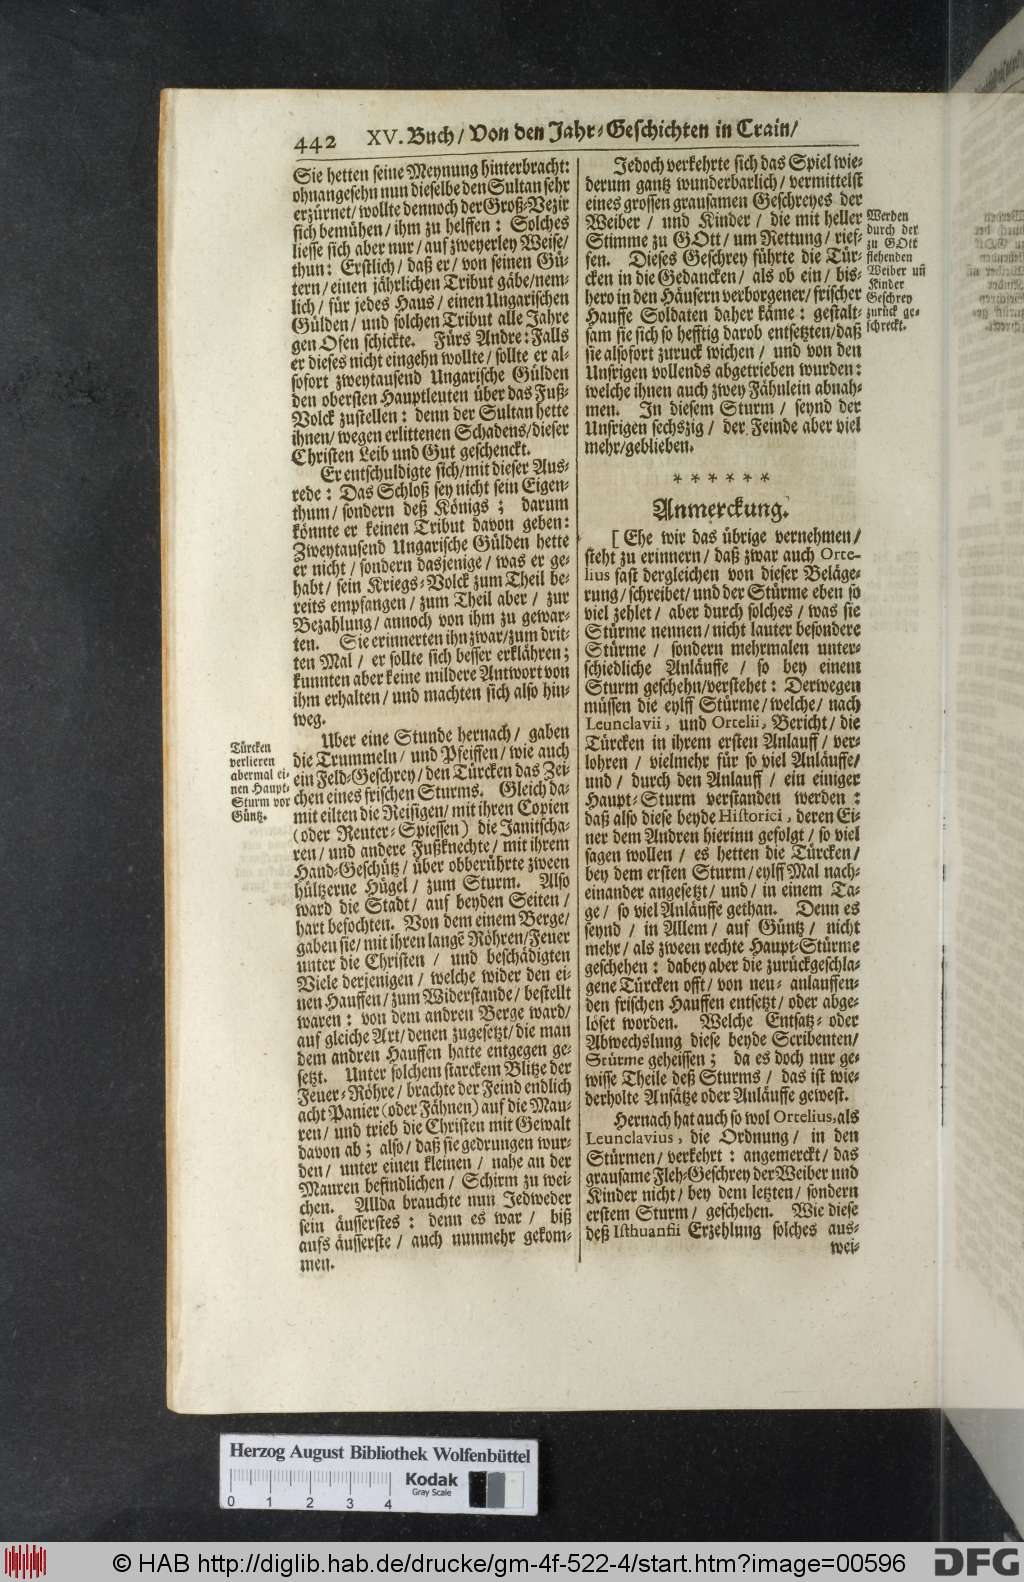 442 XV. Buch / Von den Jahr-Geschichten in Crain /
Sie hetten seine Meynung hinterbracht:
ohnangesehn nun dieselbe den Sultan sehr
erzürnet / wollte dennoch der Groß-Vezir
sich bemühen / ihm zu helffen: Solches
liesse sich aber nur / auf zweyerley Weise /
thun: Erstlich / daß er / von seinen Gü-
tern / einen jährlichen Tribut gäbe / nem-
lich / für jedes Haus / einen Ungarischen
Gülden / und solchen Tribut alle Jahre
gen Ofen schickte. Fürs Andre: Falls
er dieses nicht eingehn wollte / sollte er al-
sofort zweytausend Ungarische Gülden
den obersten Hauptleuten über das Fuß-
Volck zustellen: denn der Sultan hette
ihnen / wegen erlittenen Schadens / dieser
Christen Leib und Gut geschenckt.
Er entschuldigte sich / mit dieser Aus-
rede: Das Schloß sey nicht sein Eigen-
thum / sondern deß Königs; darum
könnte er keinen Tribut davon geben:
Zweytausend Ungarische Gülden hette
er nicht / sondern dasjenige / was er ge-
habt / sein Kriegs-Volck zum Theil be-
reits empfangen / zum Theil aber / zur
Bezahlung / annoch von ihm zu gewar-
ten. Sie erinnerten ihn zwar / zum drit-
ten Mal / er sollte sich besser erklähren;
kunnten aber keine mildere Antwort von
ihm erhalten / und machten sich also hin-
weg.
Türcken
verlieren
abermal ei-
nen Haupt-
Sturm vor
Güntz.
Uber eine Stunde hernach / gaben
die Trummeln / und Pfeiffen / wie auch
ein Feld-Geschrey / den Türcken das Zei-
chen eines frischen Sturms. Gleich da-
mit eilten die Reisigen / mit ihren Copien
(oder Reuter-Spiessen) die Janitscha-
ren / und andere Fußknechte / mit ihrem
Hand-Geschütz / über obberührte zween
hültzerne Hügel / zum Sturm. Also
ward die Stadt / auf beyden Seiten /
hart befochten. Von dem einem Berge /
gaben sie / mit ihren langẽ Röhren / Feuer
unter die Christen / und beschädigten
Viele derjenigen / welche wider den ei-
nen Hauffen / zum Widerstande / bestellt
waren: von dem andren Berge ward /
auf gleiche Art / denen zugesetzt / die man
dem andren Hauffen hatte entgegen ge-
setzt. Unter solchem starckem Blitze der
Feuer-Röhre / brachte der Feind endlich
acht Panier (oder Fähnen) auf die Mau-
ren / und trieb die Christen mit Gewalt
davon ab; also / daß sie gedrungen wur-
den / unter einen kleinen / nahe an der
Mauren befindlichen / Schirm zu wei-
chen. Allda brauchte nun Jedweder
sein äusserstes: denn es war / biß
aufs äusserste / auch nunmehr gekom-
men.
Jedoch verkehrte sich das Spiel wie-
derum gantz wunderbarlich / vermittelst
eines grossen grausamen Geschreyes der
Weiber / und Kinder / die mit heller
Stimme zu GOtt / um Rettung / rief-
fen. Dieses Geschrey führte die Tür-
cken in die Gedancken / als ob ein / bis-
hero in den Häusern verborgener / frischer
Hauffe Soldaten daher käme: gestalt-
sam sie sich so hefftig darob entsetzten / daß
sie alsofort zuruck wichen / und von den
Unsrigen vollends abgetrieben wurden:
welche ihnen auch zwey Fähnlein abnah-
men. In diesem Sturm / seynd der
Unsrigen sechszig / der Feinde aber viel
mehr / geblieben.
Werden
durch der
zu GOtt
flehenden
Weiber uñ
Kinder
Geschrey
zurück ge-
schreckt.
* * * * * *
Anmerckung.
[ Ehe wir das übrige vernehmen /
steht zu erinnern / daß zwar auch Orte-
lius fast dergleichen von dieser Beläge-
rung / schreibet / und der Stürme eben so
viel zehlet / aber durch solches / was sie
Stürme nennen / nicht lauter besondere
Stürme / sondern mehrmalen unter-
schiedliche Anläuffe / so bey einem
Sturm geschehn / verstehet: Derwegen
müssen die eylff Stürme / welche / nach
Leunclavii, und Ortelii, Bericht / die
Türcken in ihrem ersten Anlauff / ver-
lohren / vielmehr für so viel Anläuffe /
und / durch den Anlauff / ein einiger
Haupt-Sturm verstanden werden:
daß also diese beyde Historici, deren Ei-
ner dem Andren hierinn gefolgt / so viel
sagen wollen / es hetten die Türcken /
bey dem ersten Sturm / eylff Mal nach-
einander angesetzt / und / in einem Ta-
ge / so viel Anläuffe gethan. Denn es
seynd / in Allem / auf Güntz / nicht
mehr / als zween rechte Haupt-Stürme
geschehen: dabey aber die zurückgeschla-
gene Türcken offt / von neu-anlauffen-
den frischen Hauffen entsetzt / oder abge-
löset worden. Welche Entsatz- oder
Abwechslung diese beyde Scribenten /
Stürme geheissen; da es doch nur ge-
wisse Theile deß Sturms / das ist wie-
derholte Ansätze oder Anläuffe gewest.
Hernach hat auch so wol Ortelius, als
Leunclavius, die Ordnung / in den
Stürmen / verkehrt: angemerckt / das
grausame Fleh-Geschrey der Weiber und
Kinder nicht / bey dem letzten / sondern
erstem Sturm / geschehen. Wie diese
deß Isthuanfii Erzehlung solches aus-
wei-
Herzog August Bibliothek Wolfenbüttel
0 1 2 3 4
Kodak
Gray Scale
© HAB http://diglib.hab.de/drucke/gm-4f-522-4/start.htm?image=00596
DFG